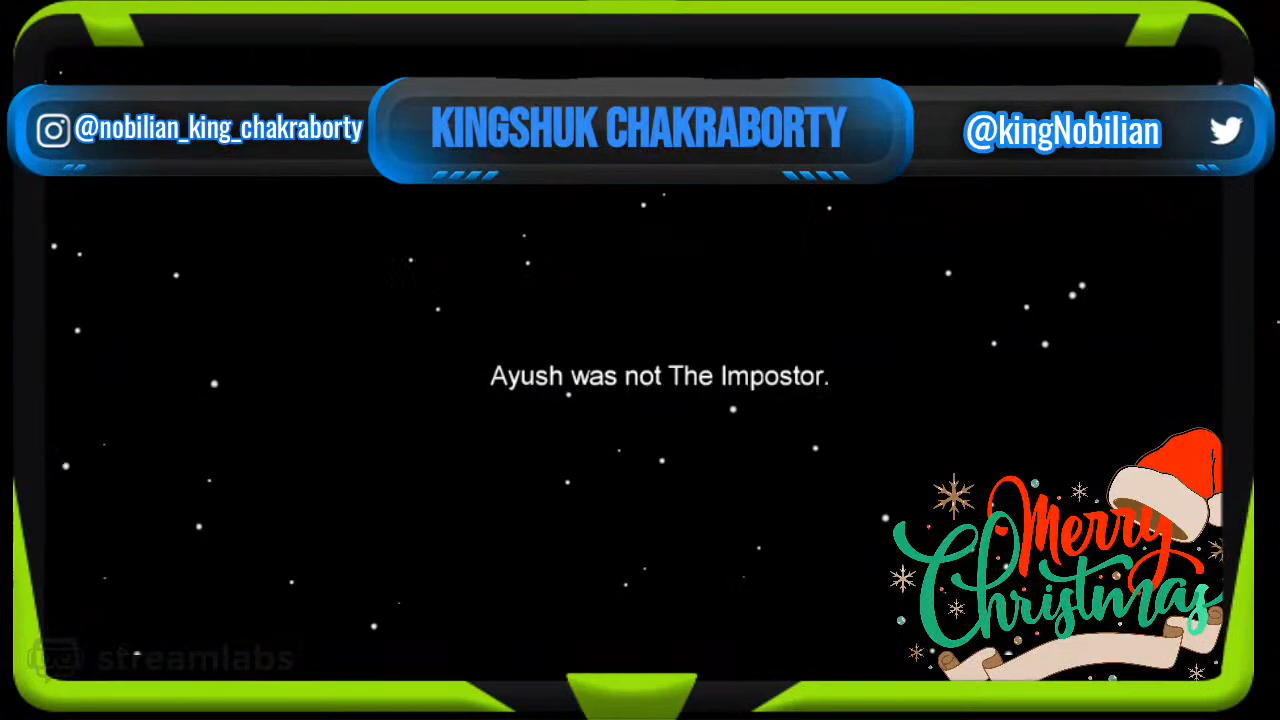 @nobilian_king_chakraborty
KINGSHUK CHAKRABORTY
@kingNobilian
Ayush was not The Impostor.
Merry
Christmas
streamlabs